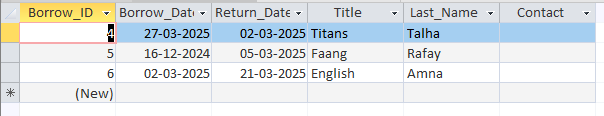 Borrow_ID Borrow_Date Return_Date Title Last_Name Contact
4 27-03-2025 02-03-2025 Titans Talha
5 16-12-2024 05-03-2025 Faang Rafay
6 02-03-2025 21-03-2025 English Amna
* (New)